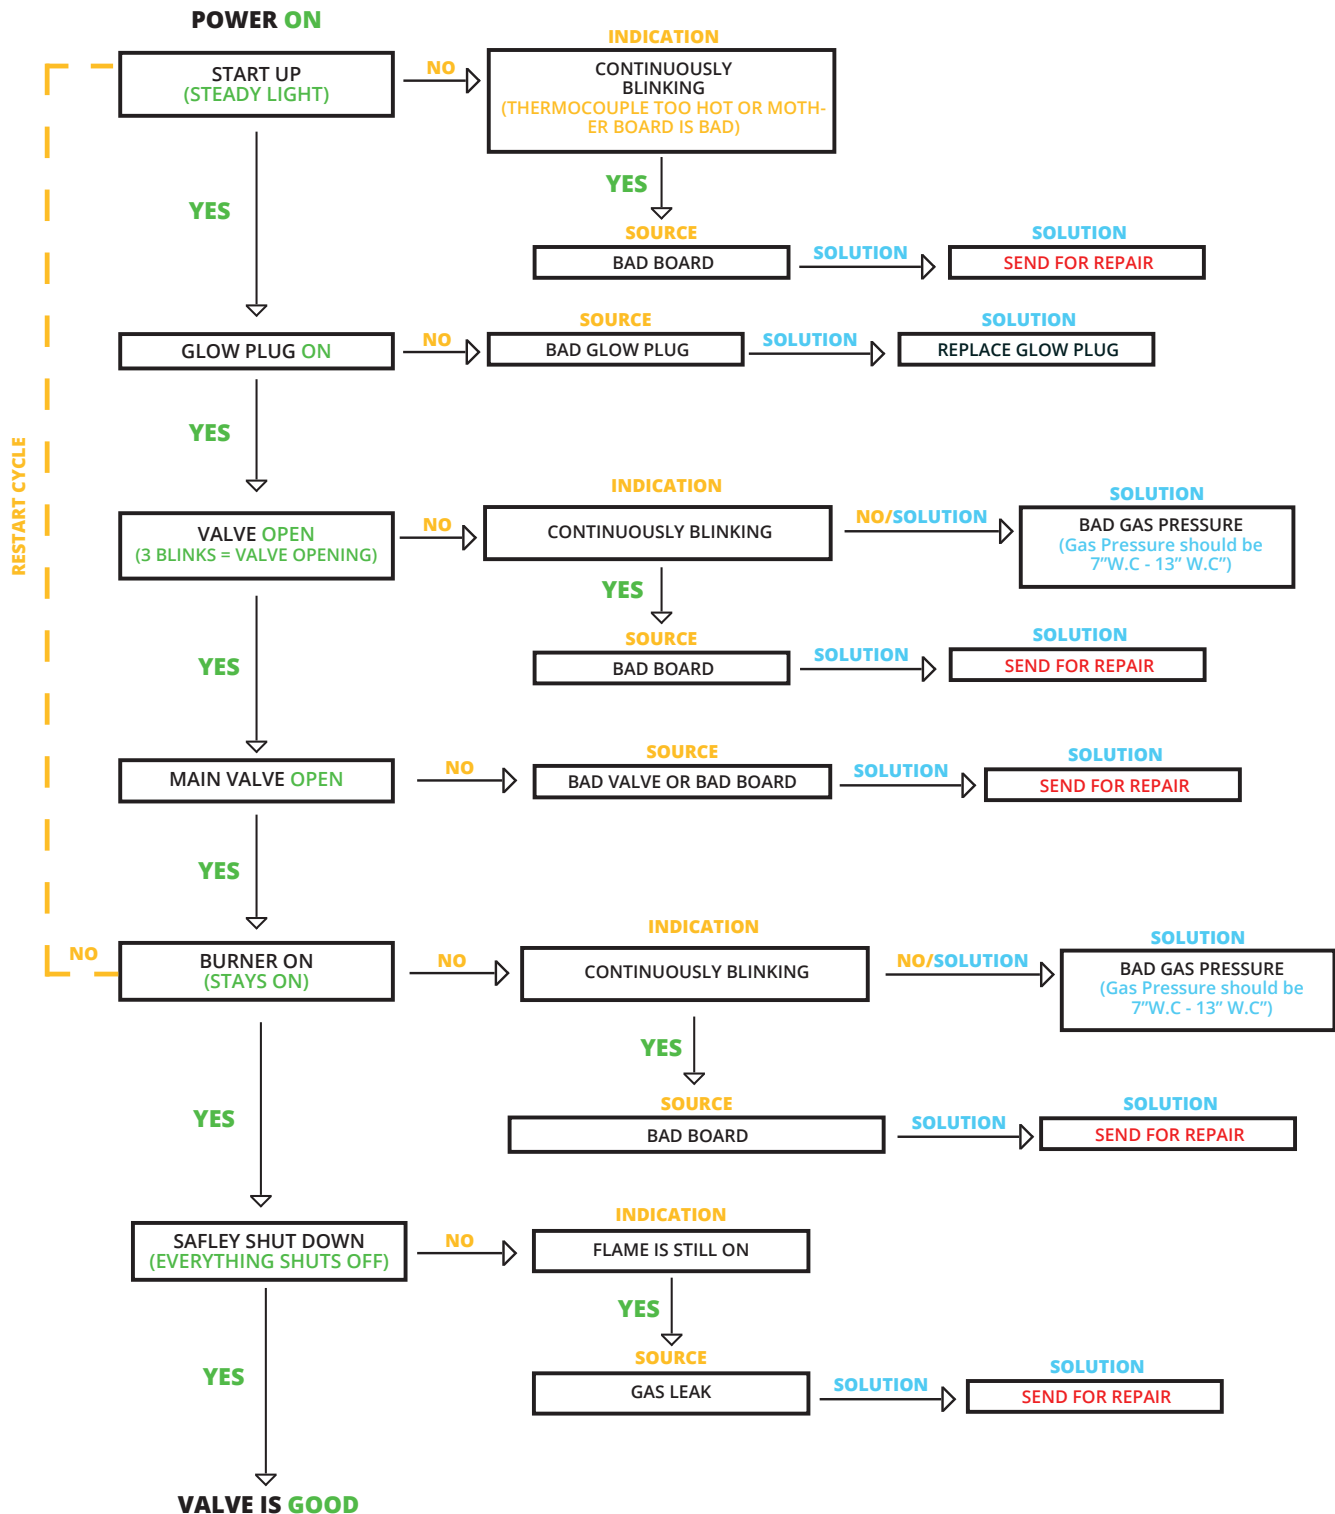 POWER ON
INDICATION
START UP
(STEADY LIGHT)
NO
CONTINUOUSLY
BLINKING
(THERMOCOUPLE TOO HOT OR MOTH-
ER BOARD IS BAD)
YES
YES
SOURCE
BAD BOARD
SOLUTION
SOLUTION
SEND FOR REPAIR
GLOW PLUG ON
NO
SOURCE
BAD GLOW PLUG
SOLUTION
SOLUTION
REPLACE GLOW PLUG
YES
RESTART CYCLE
VALVE OPEN
(3 BLINKS = VALVE OPENING)
NO
INDICATION
CONTINUOUSLY BLINKING
NO/SOLUTION
SOLUTION
BAD GAS PRESSURE
(Gas Pressure should be
7”W.C - 13” W.C”)
YES
YES
SOURCE
BAD BOARD
SOLUTION
SOLUTION
SEND FOR REPAIR
MAIN VALVE OPEN
NO
SOURCE
BAD VALVE OR BAD BOARD
SOLUTION
SOLUTION
SEND FOR REPAIR
YES
NO
BURNER ON
(STAYS ON)
NO
INDICATION
CONTINUOUSLY BLINKING
NO/SOLUTION
SOLUTION
BAD GAS PRESSURE
(Gas Pressure should be
7”W.C - 13” W.C”)
YES
YES
SOURCE
BAD BOARD
SOLUTION
SOLUTION
SEND FOR REPAIR
SAFLEY SHUT DOWN
(EVERYTHING SHUTS OFF)
NO
INDICATION
FLAME IS STILL ON
YES
YES
SOURCE
GAS LEAK
SOLUTION
SOLUTION
SEND FOR REPAIR
VALVE IS GOOD